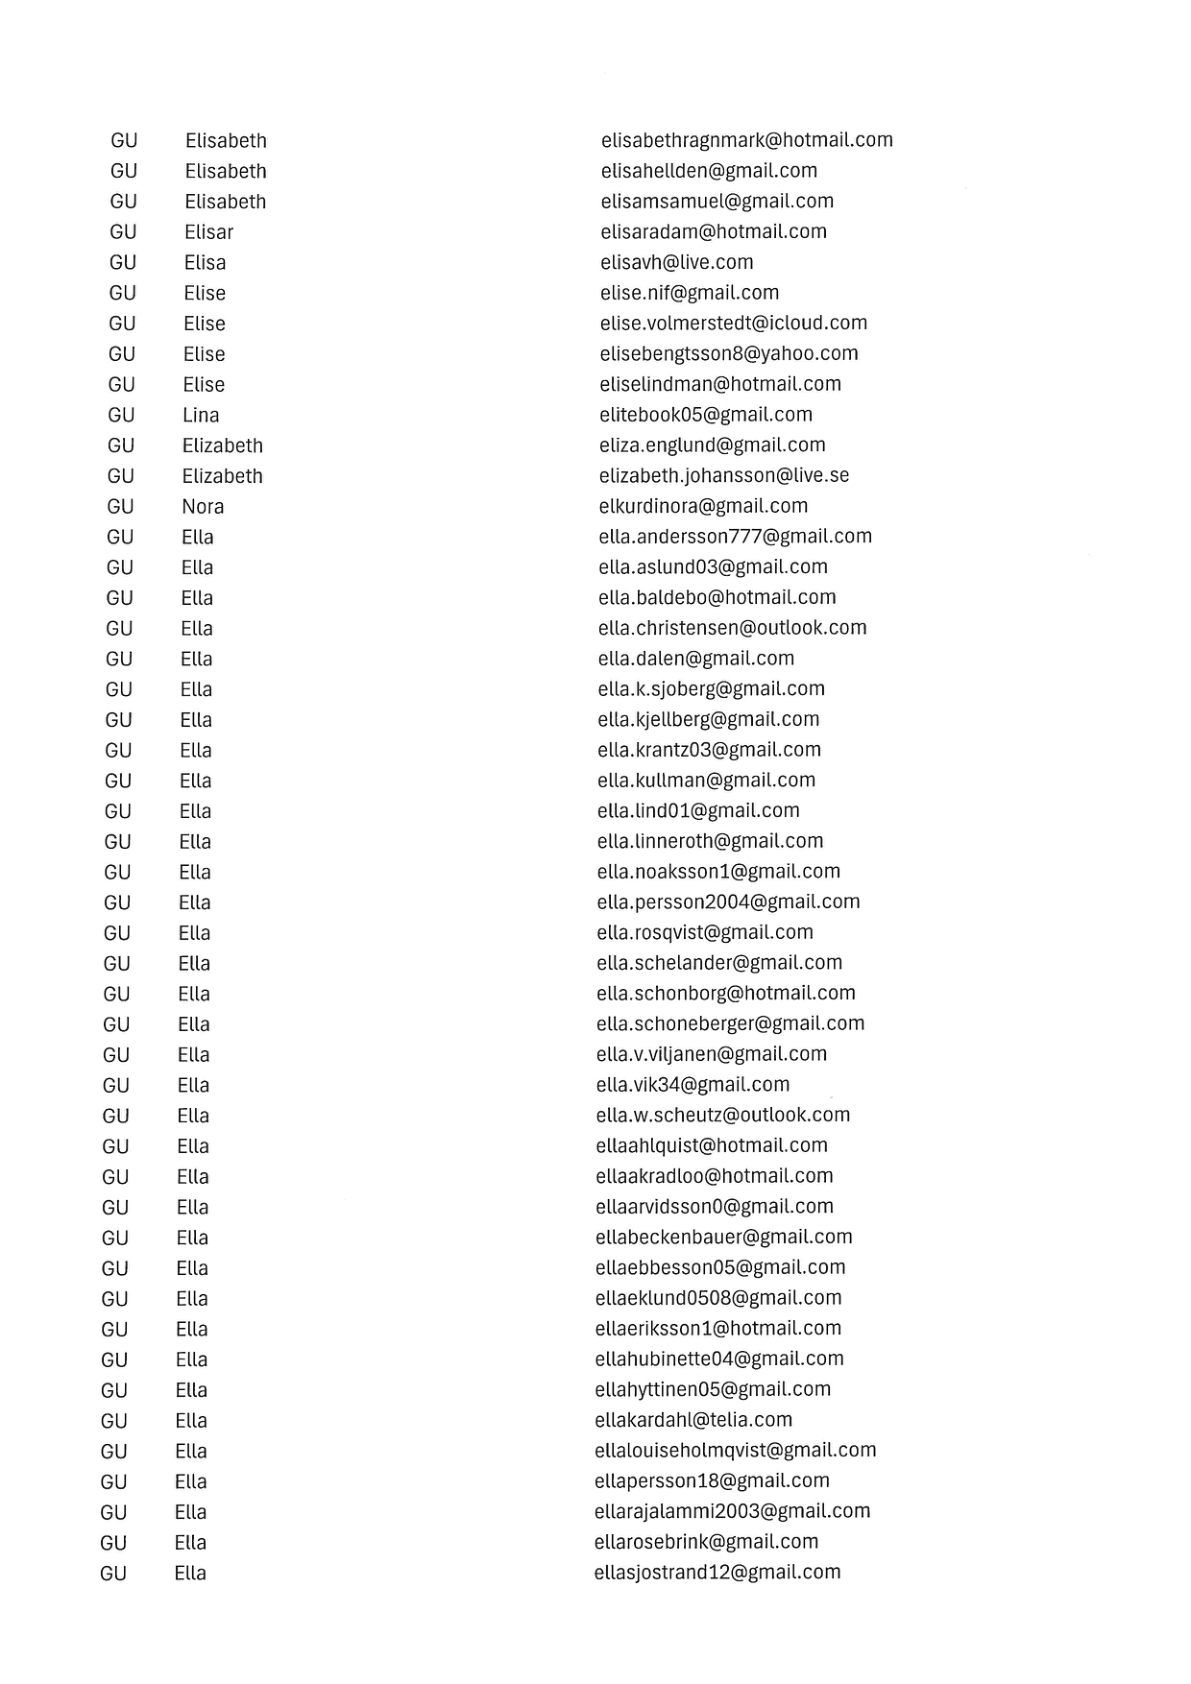 GU Elisabeth elisabethragnmark@hotmail.com
GU Elisabeth elisahellden@gmail.com
GU Elisabeth elisamsamuel@gmail.com
GU Elisar elisaradam@hotmail.com
GU Elisa elisavh@live.com
GU Elise elise.nif@gmail.com
GU Elise elise.volmerstedt@icloud.com
GU Elise elisebengtsson8@yahoo.com
GU Elise eliselindman@hotmail.com
GU Lina elitebook05@gmail.com
GU Elizabeth eliza.englund@gmail.com
GU Elizabeth elizabeth.johansson@live.se
GU Nora elkurdinora@gmail.com
GU Ella ella.andersson777@gmail.com
GU Ella ella.aslund03@gmail.com
GU Ella ella.baldebo@hotmail.com
GU Ella ella.christensen@outlook.com
GU Ella ella.dalen@gmail.com
GU Ella ella.k.sjoberg@gmail.com
GU Ella ella.kjellberg@gmail.com
GU Ella ella.krantz03@gmail.com
GU Ella ella.kullman@gmail.com
GU Ella ella.lind01@gmail.com
GU Ella ella.linneroth@gmail.com
GU Ella ella.noaksson1@gmail.com
GU Ella ella.persson2004@gmail.com
GU Ella ella.rosqvist@gmail.com
GU Ella ella.schelander@gmail.com
GU Ella ella.schonborg@hotmail.com
GU Ella ella.schoneberger@gmail.com
GU Ella ella.v.viljanen@gmail.com
GU Ella ella.vik34@gmail.com
GU Ella ella.w.scheutz@outlook.com
GU Ella ellaahlquist@hotmail.com
GU Ella ellaakradloo@hotmail.com
GU Ella ellaarvidsson0@gmail.com
GU Ella ellabeckenbauer@gmail.com
GU Ella ellaebbesson05@gmail.com
GU Ella ellaeklund0508@gmail.com
GU Ella ellaeriksson1@hotmail.com
GU Ella ellahubinette04@gmail.com
GU Ella ellahyttinen05@gmail.com
GU Ella ellakardahl@telia.com
GU Ella ellalouiseholmqvist@gmail.com
GU Ella ellapersson18@gmail.com
GU Ella ellarajalammi2003@gmail.com
GU Ella ellarosebrink@gmail.com
GU Ella ellasjostrand12@gmail.com